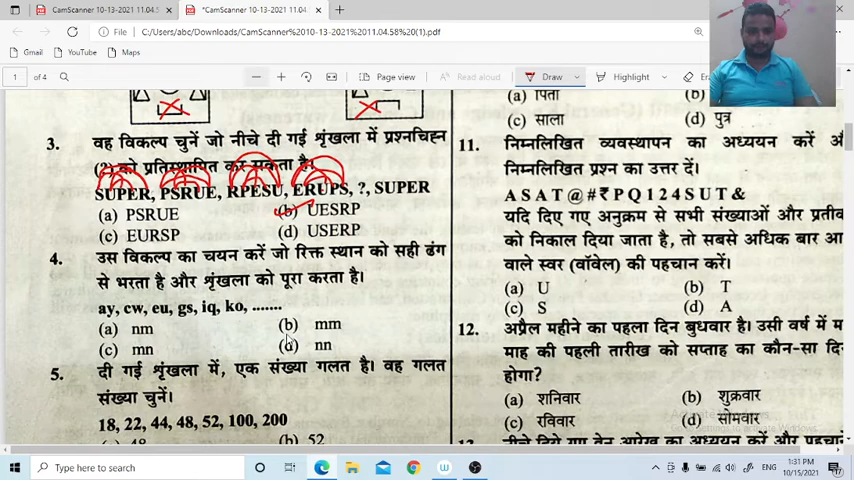 CamScanner 10-13-2021 11.04.5
*CamScanner 10-13-2021 11.04.5
C:/Users/abc/Downloads/CamScanner%2010-13-2021%2011.04.58%20(1).pdf
Gmail
YouTube
Maps
1
of 4
Page view
Read aloud
Draw
Highlight
3. वह विकल्प चुनें जो नीचे दी गई शृंखला में प्रश्नचिह्न
(?) को प्रतिस्थापित कर सकता है।
SUPER, PSRUE, RPESU, ERUPS, ?, SUPER
(a) PSRUE (b) UESRP
(c) EURSP (d) USERP
4. उस विकल्प का चयन करें जो रिक्त स्थान को सही ढंग
से भरता है और शृंखला को पूरा करता है।
ay, cw, eu, gs, iq, ko, .......
(a) nm (b) mm
(c) mn (d) nn
5. दी गई शृंखला में, एक संख्या गलत है। वह गलत
संख्या चुनें।
18, 22, 44, 48, 52, 100, 200
(a) 48 (b) 52
(a) पिता (b)
(c) साला (d) पुत्र
11. निम्नलिखित व्यवस्थापन का अध्ययन करें
निम्नलिखित प्रश्न का उत्तर दें।
A S A T @ # ₹ P Q 1 2 4 S U T &
यदि दिए गए अनुक्रम से सभी संख्याओं और प्रतीक
को निकाल दिया जाता है, तो सबसे अधिक बार आ
वाले स्वर (वॉवेल) की पहचान करें।
(a) U (b) T
(c) S (d) A
12. अप्रैल महीने का पहला दिन बुधवार है। उसी वर्ष में म
माह की पहली तारीख को सप्ताह का कौन-सा दि
होगा?
(a) शनिवार (b) शुक्रवार
(c) रविवार (d) सोमवार
Type here to search
ENG
1:31 PM
10/15/2021